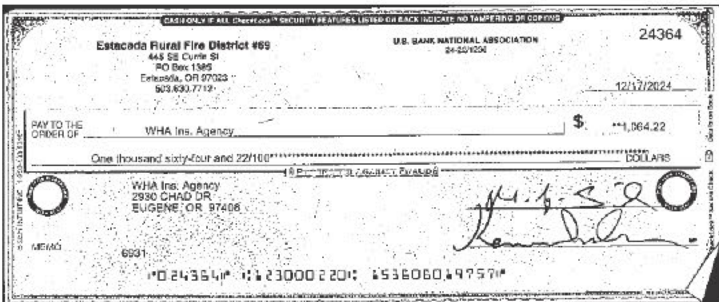 CASH ONLY IF ALL CheckLock™ SECURITY FEATURES LISTED ON BACK INDICATE NO TAMPERING OR COPYING
24364
Estacada Rural Fire District #69
445 SE Currin St
PO Box 1385
Estacada, OR 97023
503.630.7712
U.S. BANK NATIONAL ASSOCIATION
12/17/2024
PAY TO THE
ORDER OF
WHA Ins. Agency
$ **1,064.22
One thousand sixty-four and 22/100
DOLLARS
WHA Ins. Agency
2930 CHAD DR
EUGENE, OR 97408
MEMO
6931